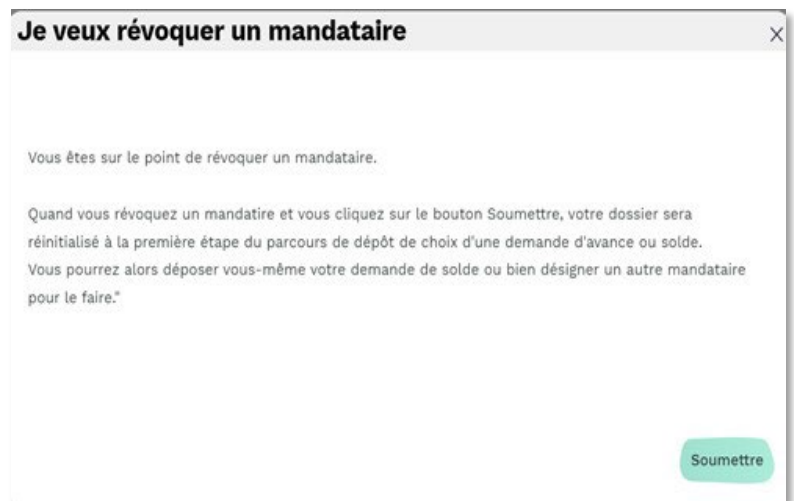 Je veux révoquer un mandataire
Vous êtes sur le point de révoquer un mandataire.
Quand vous révoquez un mandatire et vous cliquez sur le bouton Soumettre, votre dossier sera
réinitialisé à la première étape du parcours de dépôt de choix d'une demande d'avance ou solde.
Vous pourrez alors déposer vous-même votre demande de solde ou bien désigner un autre mandataire
pour le faire."
Soumettre